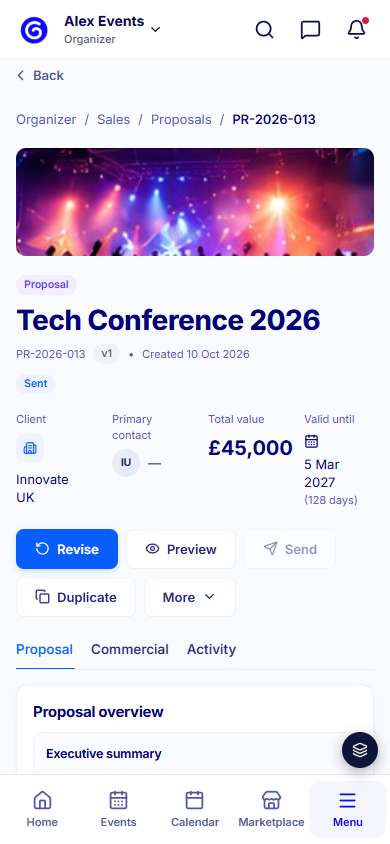 Alex Events
Organizer
Back
Organizer / Sales / Proposals / PR-2026-013
Proposal
Tech Conference 2026
PR-2026-013 v1 • Created 10 Oct 2026
Sent
Client
Primary contact
Total value
Valid until
Innovate UK
IU —
£45,000
5 Mar 2027
(128 days)
Revise
Preview
Send
Duplicate
More
Proposal Commercial Activity
Proposal overview
Executive summary
Home Events Calendar Marketplace Menu